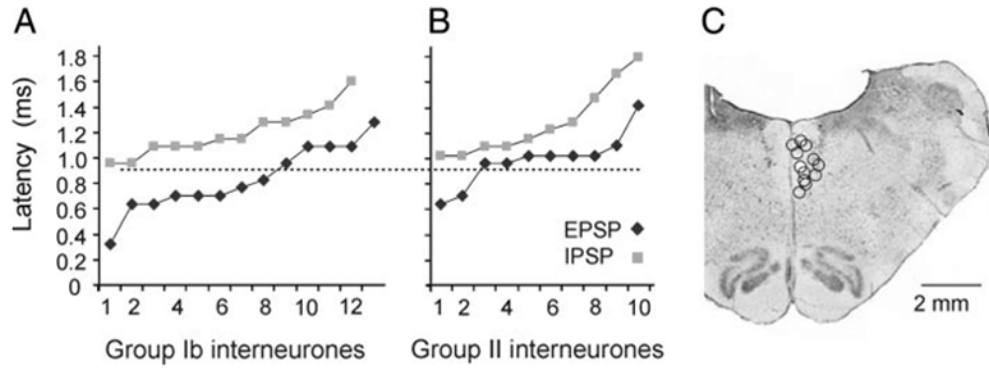 A
B
C
Latency (ms)
1.8
1.6
1.4
1.2
1.0
0.8
0.6
0.4
0.2
0
1 2 4 6 8 10 12
Group Ib interneurones
1 2 4 6 8 10
Group II interneurones
EPSP
IPSP
2 mm